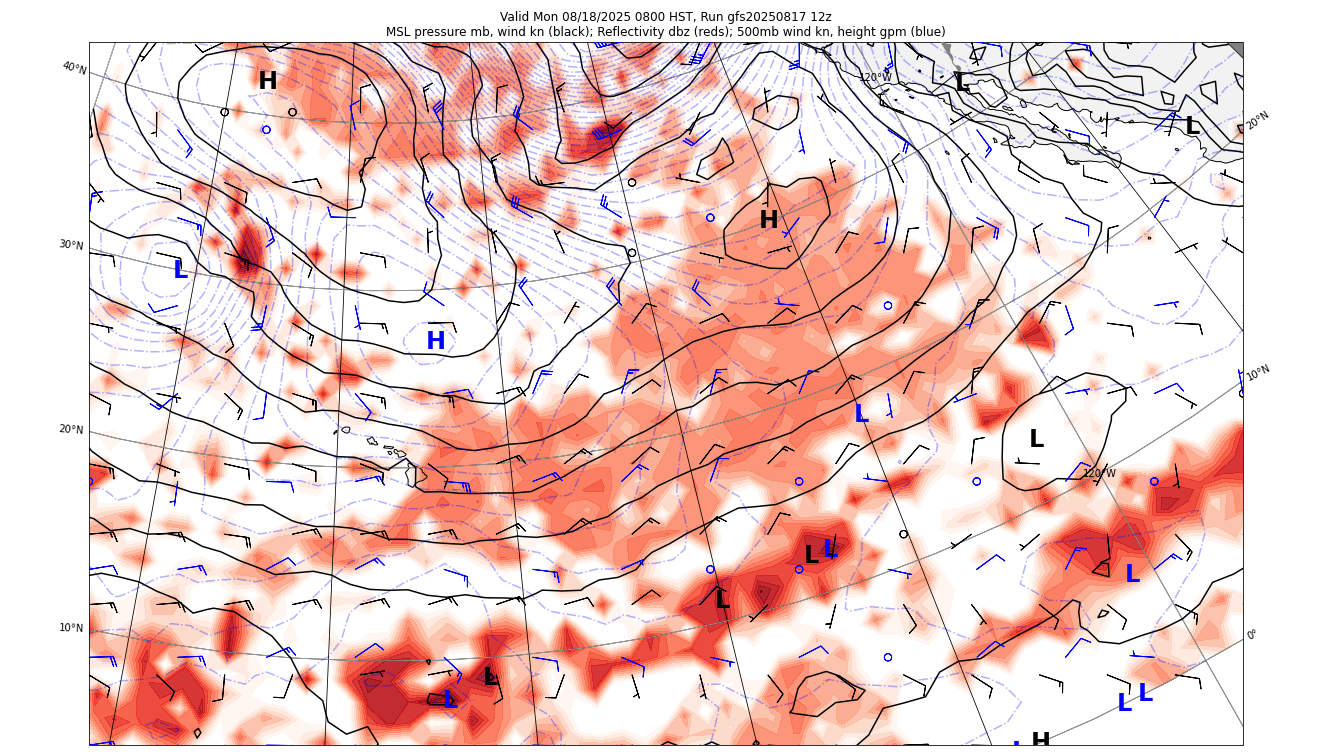 Valid Mon 08/18/2025 0800 HST, Run gfs20250817 12z
MSL pressure mb, wind kn (black); Reflectivity dbz (reds); 500mb wind kn, height gpm (blue)
40°N
H
120°W
L
L
20°N
H
30°N
L
H
10°N
L
L
20°N
120°W
L
L
L
L
10°N
0°
L
L
L
L
H